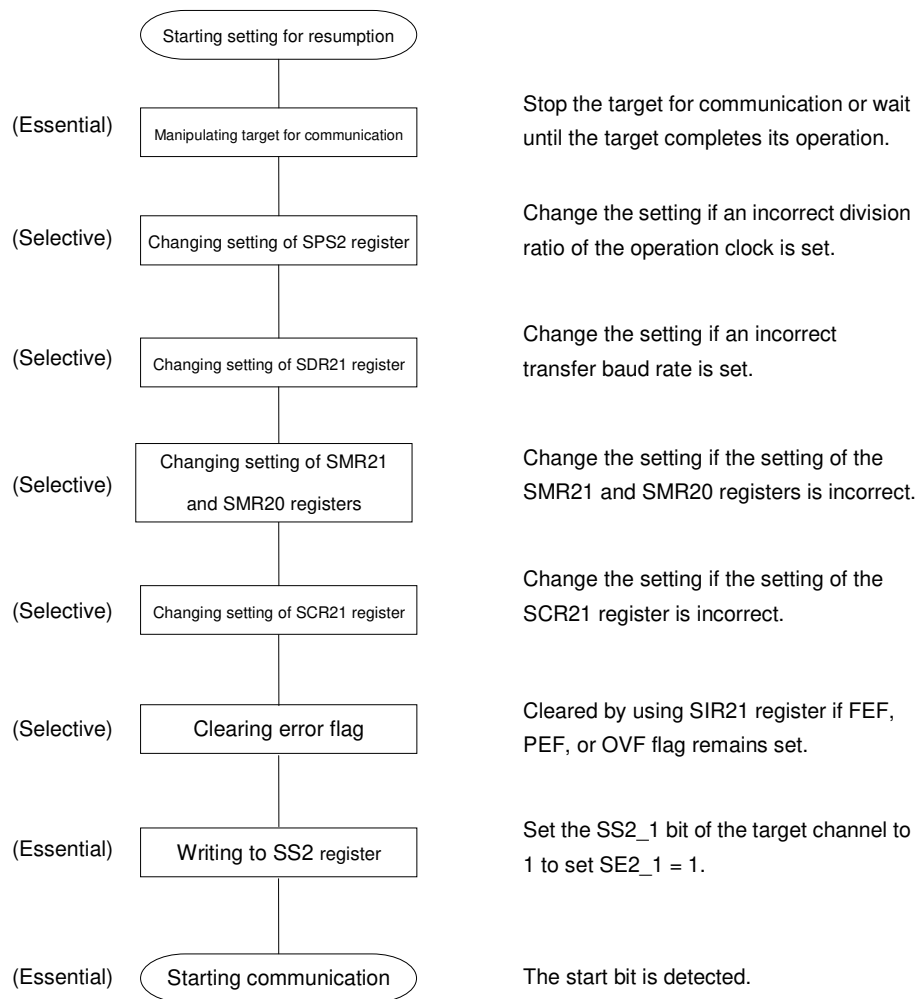 Starting setting for resumption
(Essential)
Manipulating target for communication
Stop the target for communication or wait
until the target completes its operation.
(Selective)
Changing setting of SPS2 register
Change the setting if an incorrect division
ratio of the operation clock is set.
(Selective)
Changing setting of SDR21 register
Change the setting if an incorrect
transfer baud rate is set.
(Selective)
Changing setting of SMR21
and SMR20 registers
Change the setting if the setting of the
SMR21 and SMR20 registers is incorrect.
(Selective)
Changing setting of SCR21 register
Change the setting if the setting of the
SCR21 register is incorrect.
(Selective)
Clearing error flag
Cleared by using SIR21 register if FEF,
PEF, or OVF flag remains set.
(Essential)
Writing to SS2 register
Set the SS2_1 bit of the target channel to
1 to set SE2_1 = 1.
(Essential)
Starting communication
The start bit is detected.